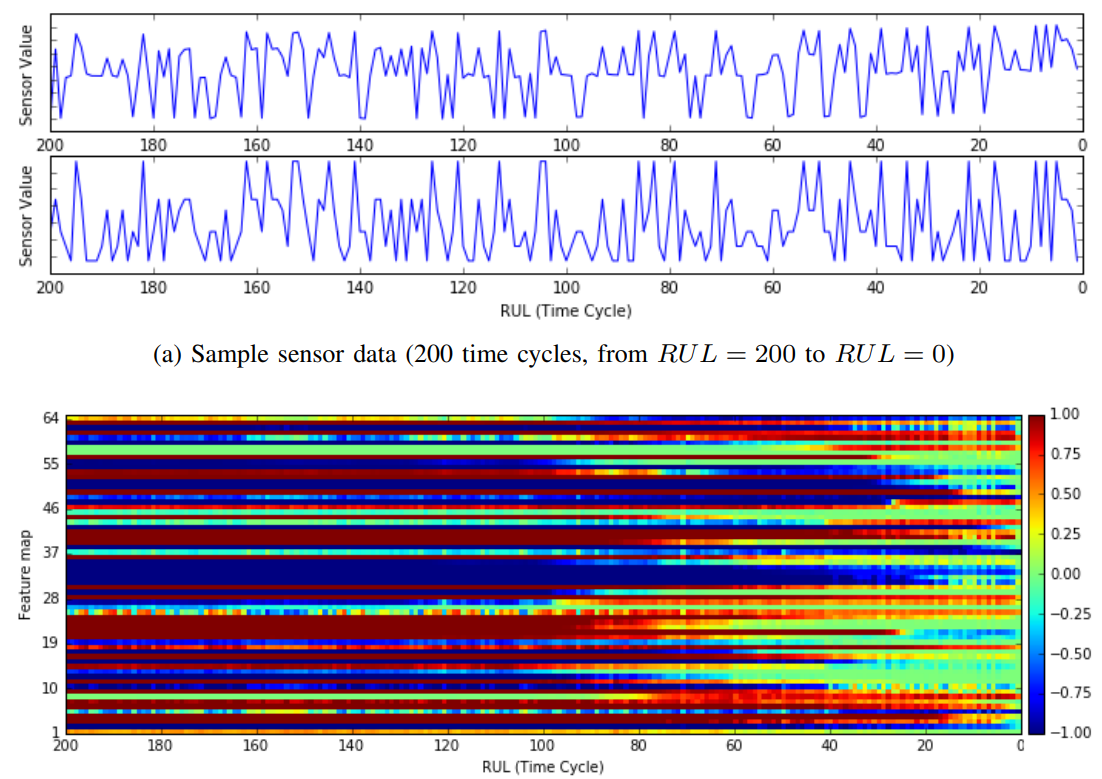 Sensor Value
200 180 160 140 120 100 80 60 40 20 0
Sensor Value
200 180 160 140 120 100 80 60 40 20 0
RUL (Time Cycle)
(a) Sample sensor data (200 time cycles, from RUL = 200 to RUL = 0)
Feature map
64
55
46
37
28
19
10
1
200 180 160 140 120 100 80 60 40 20 0
RUL (Time Cycle)
1.00
0.75
0.50
0.25
0.00
−0.25
−0.50
−0.75
−1.00